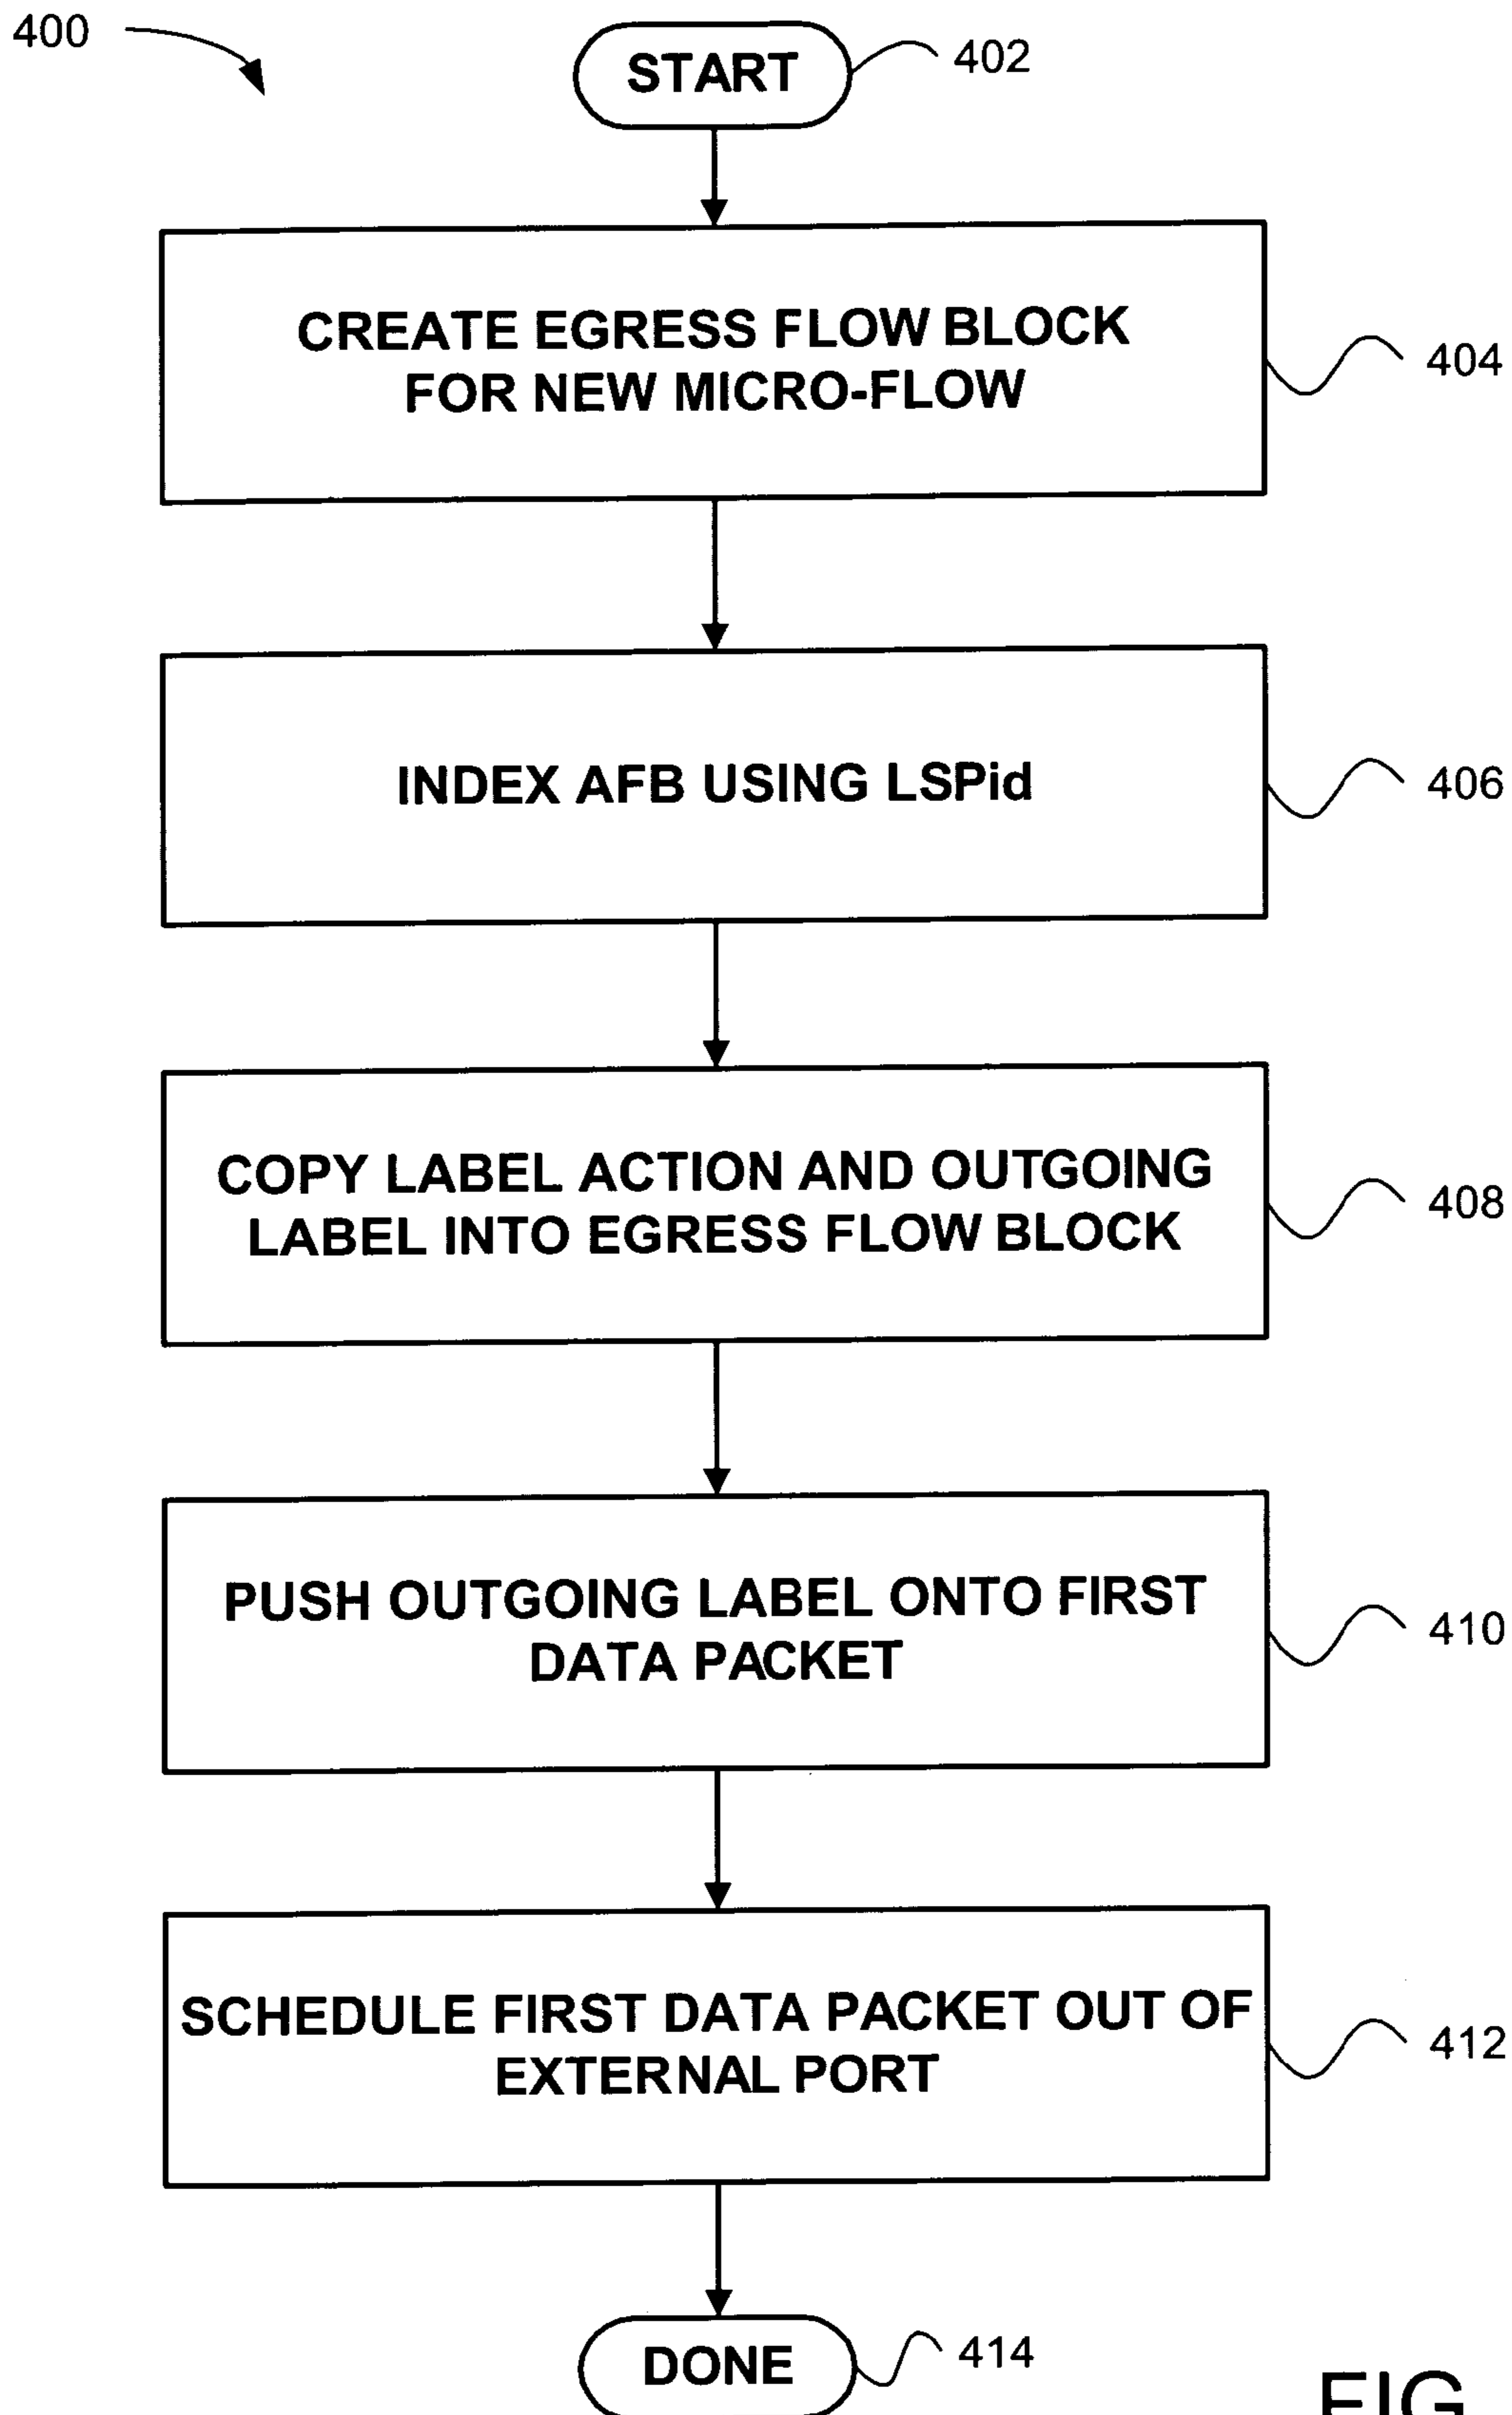 400
START
402
CREATE EGRESS FLOW BLOCK
FOR NEW MICRO-FLOW
404
INDEX AFB USING LSPid
406
COPY LABEL ACTION AND OUTGOING
LABEL INTO EGRESS FLOW BLOCK
408
PUSH OUTGOING LABEL ONTO FIRST
DATA PACKET
410
SCHEDULE FIRST DATA PACKET OUT OF
EXTERNAL PORT
412
DONE
414
FIG